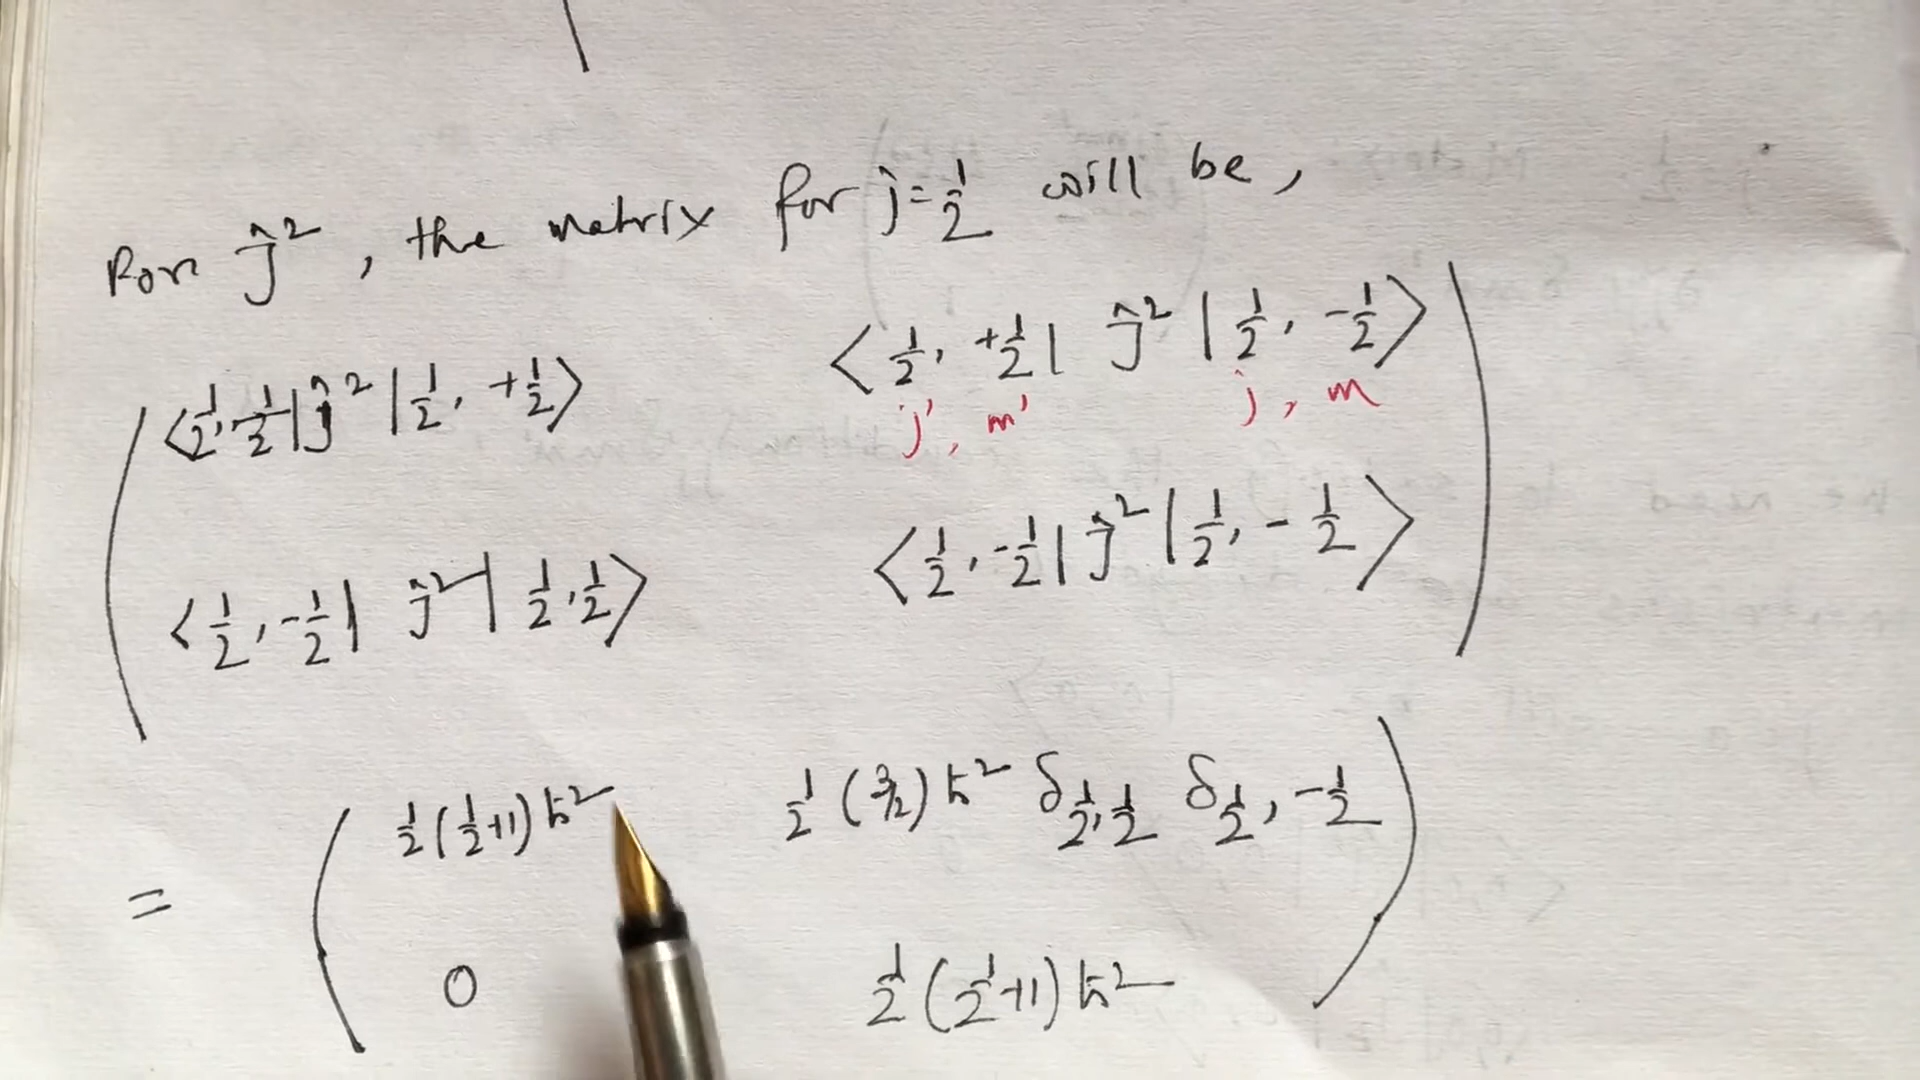 For Ĵ², the matrix for j=1/2 will be,
⟨1/2, 1/2|Ĵ²|1/2, +1/2⟩ ⟨1/2, +1/2| Ĵ² |1/2, -1/2⟩
j', m' j, m
⟨1/2, -1/2| Ĵ² | 1/2, 1/2⟩ ⟨1/2, -1/2| Ĵ² |1/2, -1/2⟩
1/2(1/2+1)ħ² 1/2 (3/2) ħ² δ1/2,1/2 δ1/2, -1/2
=
0 1/2 (1/2+1) ħ²